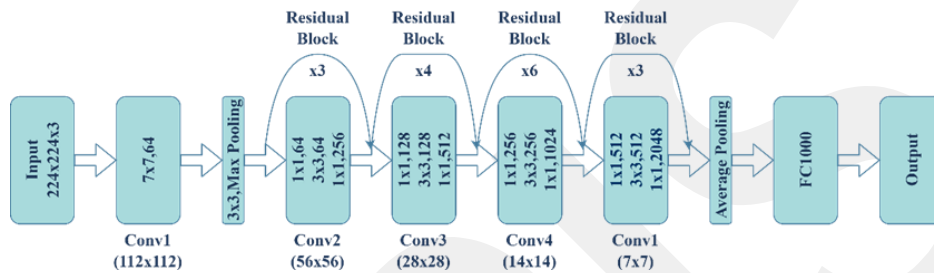 Residual
Block
x3
Residual
Block
x4
Residual
Block
x6
Residual
Block
x3
Input
224x224x3
7x7,64
3x3,Max Pooling
1x1,64
3x3,64
1x1,256
1x1,128
3x3,128
1x1,512
1x1,256
3x3,256
1x1,1024
1x1,512
3x3,512
1x1,2048
Average Pooling
FC1000
Output
Conv1
(112x112)
Conv2
(56x56)
Conv3
(28x28)
Conv4
(14x14)
Conv1
(7x7)